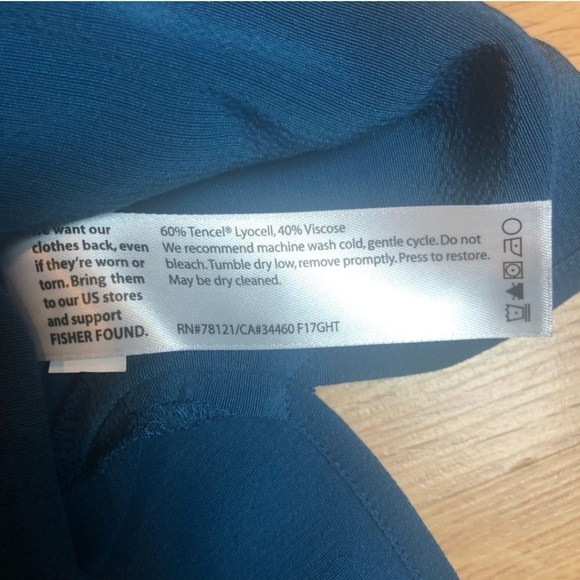 want our
clothes back, even
if they're worn or
torn. Bring them
to our US stores
and support
FISHER FOUND.
60% Tencel® Lyocell, 40% Viscose
We recommend machine wash cold, gentle cycle. Do not
bleach. Tumble dry low, remove promptly. Press to restore.
May be dry cleaned.
RN#78121/CA#34460 F17GHT